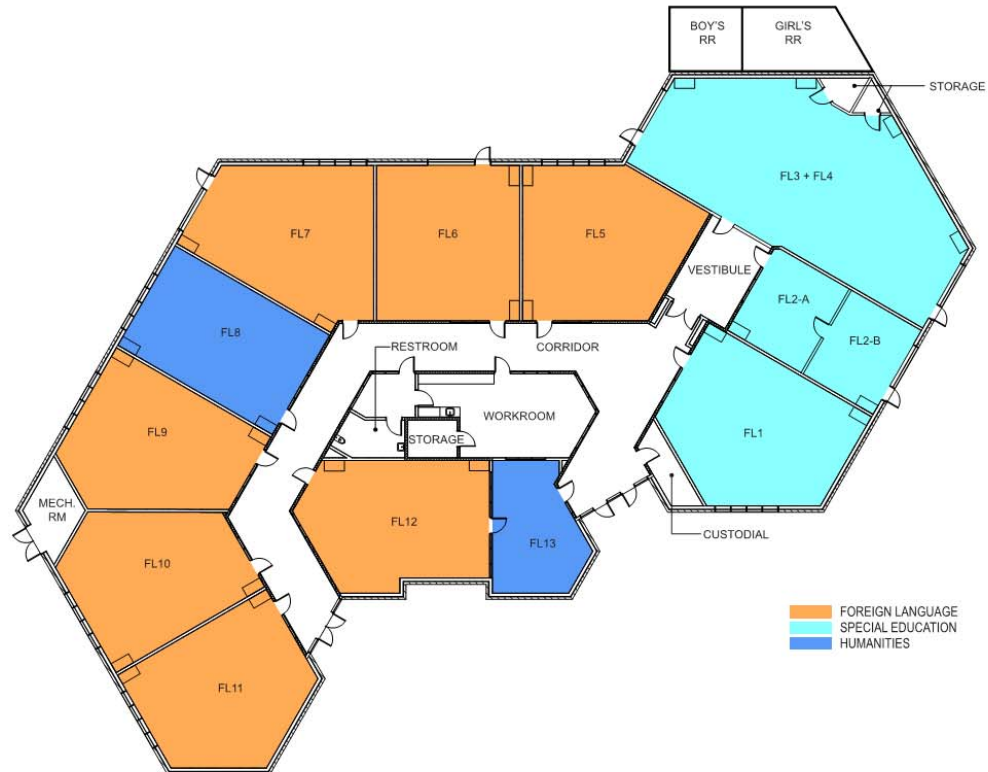 BOY'S
RR
GIRL'S
RR
STORAGE
FL3 + FL4
FL7
FL6
FL5
VESTIBULE
FL2-A
FL8
RESTROOM
CORRIDOR
FL2-B
WORKROOM
FL9
STORAGE
FL1
MECH.
RM
FL12
CUSTODIAL
FL13
FL10
FOREIGN LANGUAGE
SPECIAL EDUCATION
HUMANITIES
FL11